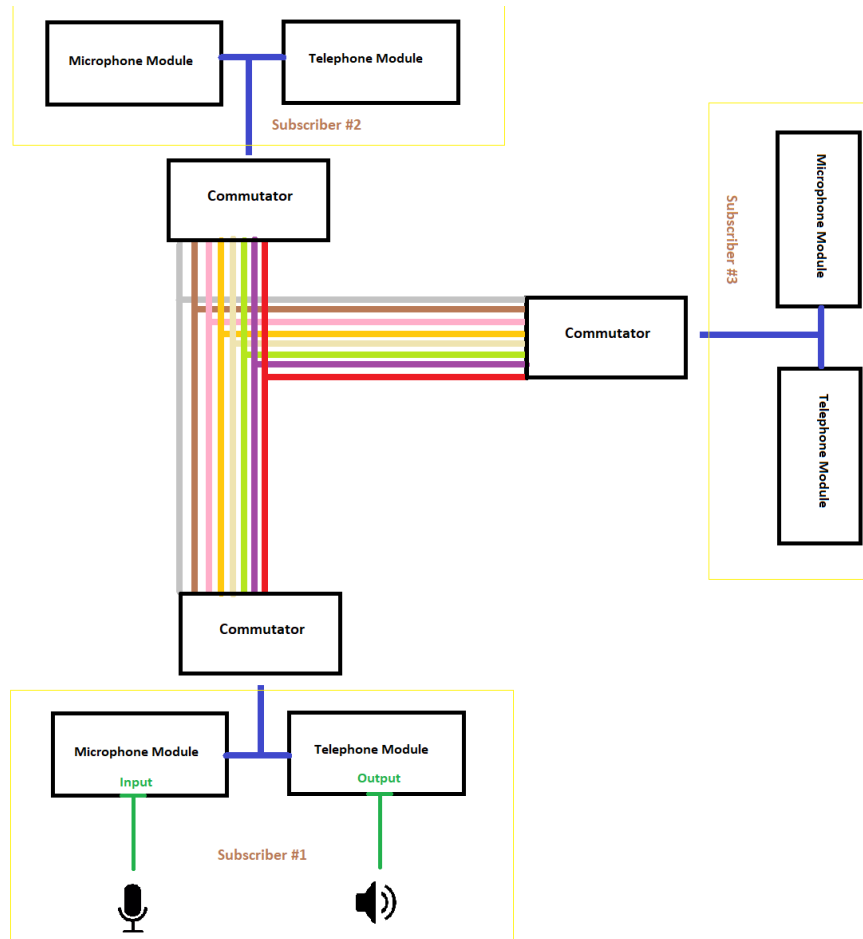 Microphone Module
Telephone Module
Subscriber #2
Commutator
Microphone Module
Subscriber #3
Commutator
Telephone Module
Commutator
Microphone Module
Telephone Module
Input
Output
Subscriber #1